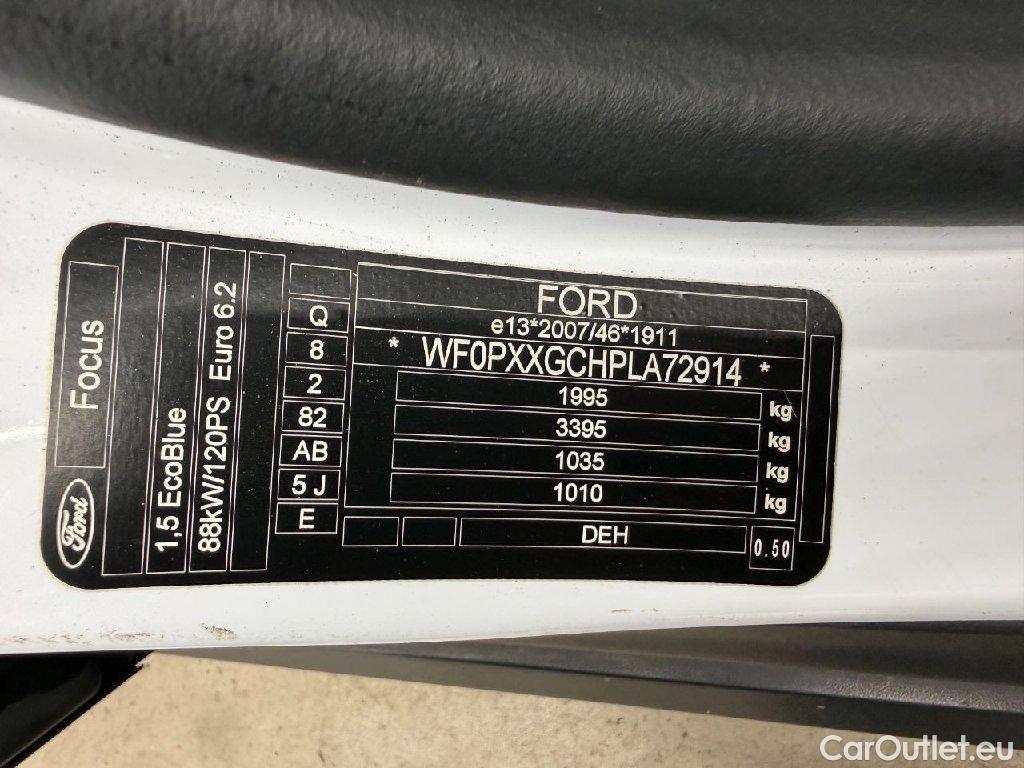 Focus
Ford
1,5 EcoBlue
88kW/120PS Euro 6.2
Q
8
2
82
AB
5 J
E
FORD
e13*2007/46*1911
* WF0PXXGCHPLA72914 *
1995 kg
3395 kg
1035 kg
1010 kg
DEH
0.50
CarOutlet.eu